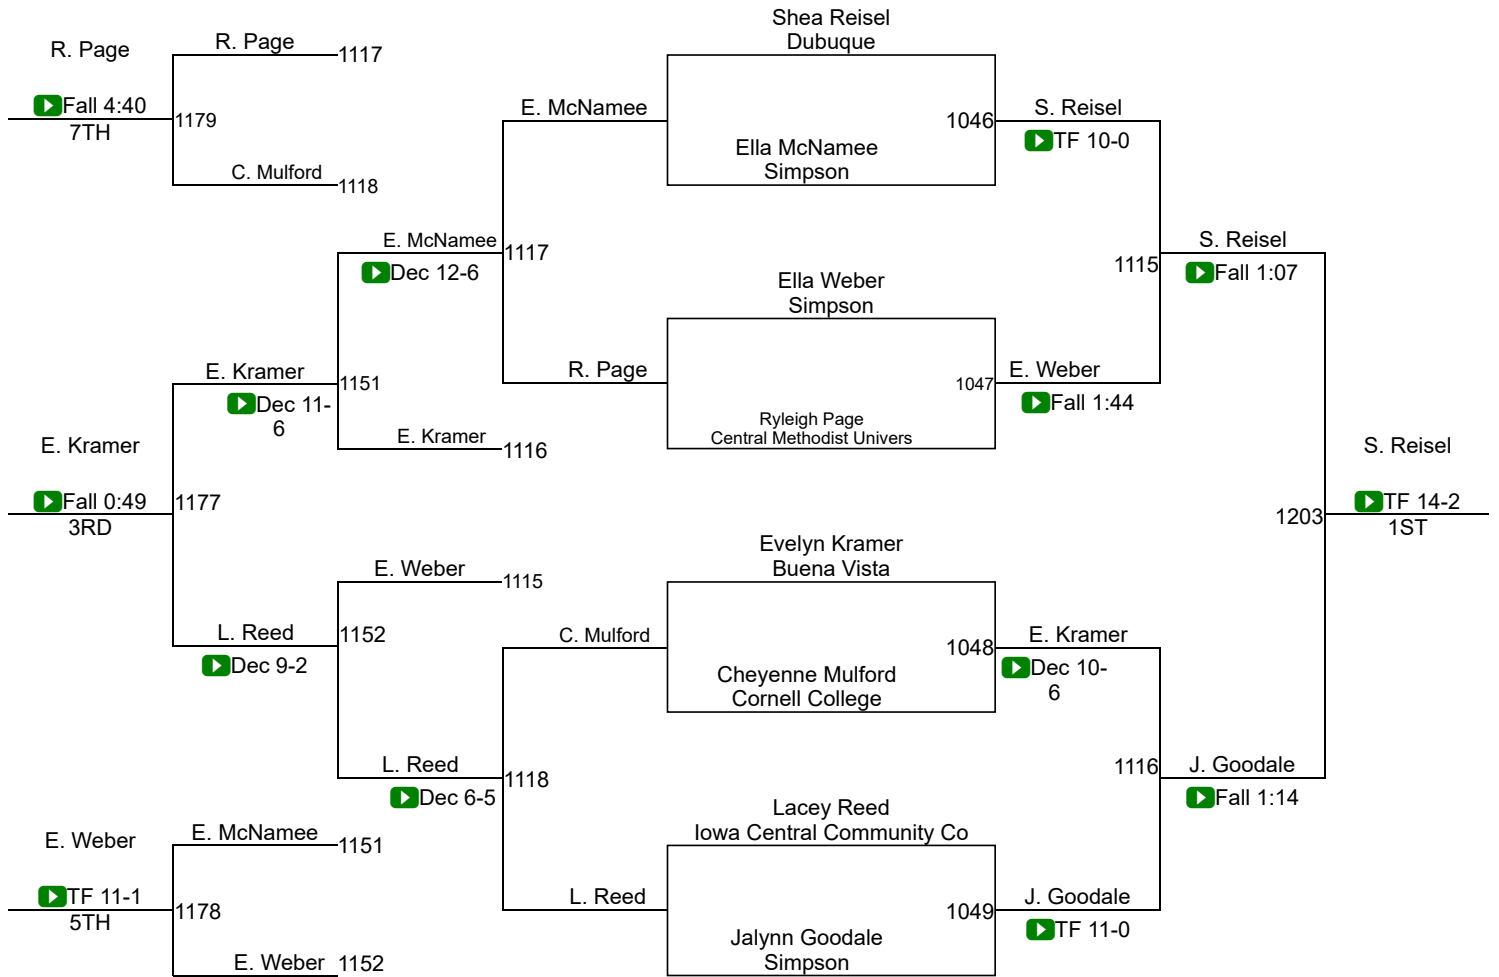 Shea Reisel
Dubuque
R. Page
R. Page
1117
Fall 4:40
7TH
1179
C. Mulford
1118
E. McNamee
1046
S. Reisel
TF 10-0
Ella McNamee
Simpson
E. McNamee
1117
Dec 12-6
S. Reisel
1115
Fall 1:07
Ella Weber
Simpson
E. Kramer
1151
Dec 11-
6
E. Kramer
1116
R. Page
1047
E. Weber
Fall 1:44
Ryleigh Page
Central Methodist Univers
E. Kramer
Fall 0:49
3RD
1177
S. Reisel
1203
TF 14-2
1ST
Evelyn Kramer
Buena Vista
E. Weber
1115
L. Reed
1152
Dec 9-2
C. Mulford
1048
E. Kramer
Dec 10-
6
Cheyenne Mulford
Cornell College
L. Reed
1118
Dec 6-5
1116
J. Goodale
Fall 1:14
Lacey Reed
Iowa Central Community Co
E. Weber
E. McNamee
1151
TF 11-1
5TH
1178
E. Weber
1152
L. Reed
1049
J. Goodale
TF 11-0
Jalynn Goodale
Simpson